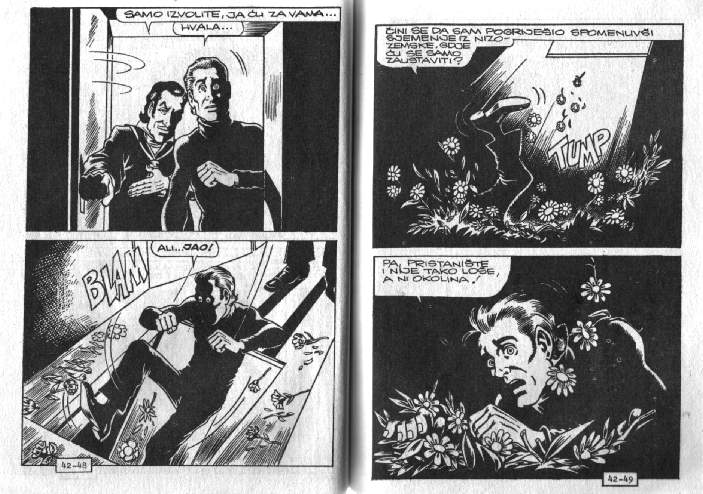 SAMO IZVOLITE, JA ĆU ZA VAMA...
HVALA...
BLAM
ALI...JAO!
42-48
ČINI SE DA SAM POGRIJEŠIO SPOMENUVŠI
SJEMENJE IZ NIZO-
ZEMSKE, GDJE
ĆU SE SAMO
ZAUSTAVITI?
TUMP
PA, PRISTANIŠTE
I NIJE TAKO LOŠE,
A NI OKOLINA!
42-49